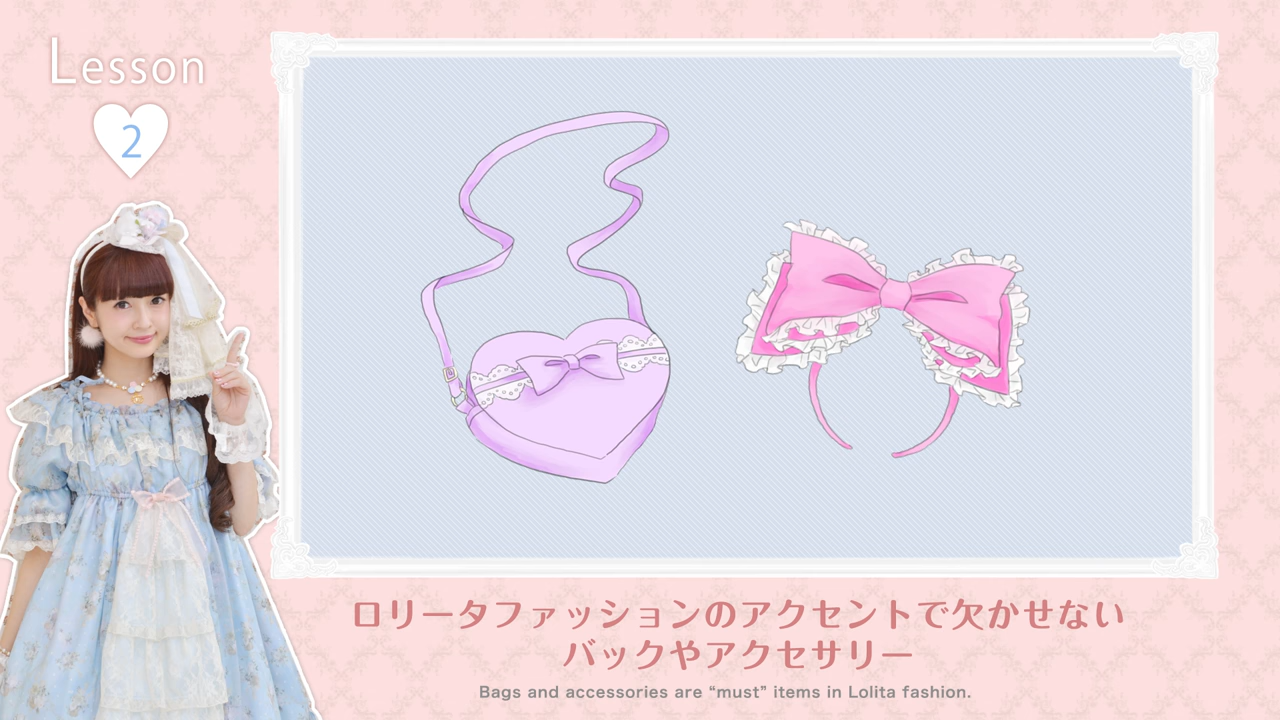 Lesson
2
ロリータファッションのアクセントで欠かせない
バックやアクセサリー
Bags and accessories are “must” items in Lolita fashion.